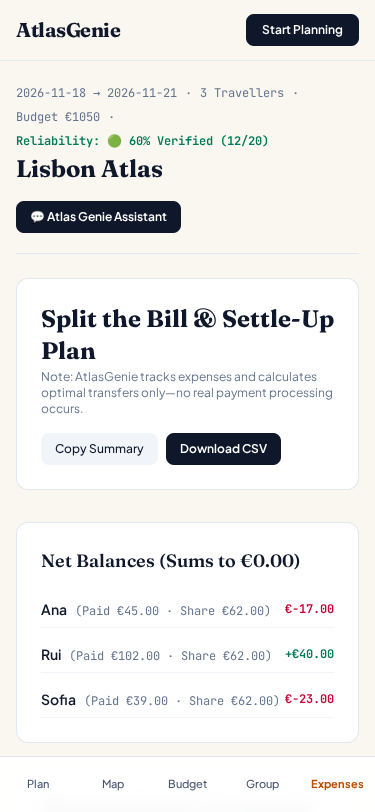 AtlasGenie
Start Planning
2026-11-18 → 2026-11-21 · 3 Travellers ·
Budget €1050 ·
Reliability: 🟢 60% Verified (12/20)
Lisbon Atlas
💬 Atlas Genie Assistant
Split the Bill & Settle-Up
Plan
Note: AtlasGenie tracks expenses and calculates
optimal transfers only—no real payment processing
occurs.
Copy Summary
Download CSV
Net Balances (Sums to €0.00)
Ana (Paid €45.00 · Share €62.00) €-17.00
Rui (Paid €102.00 · Share €62.00) +€40.00
Sofia (Paid €39.00 · Share €62.00) €-23.00
Plan
Map
Budget
Group
Expenses